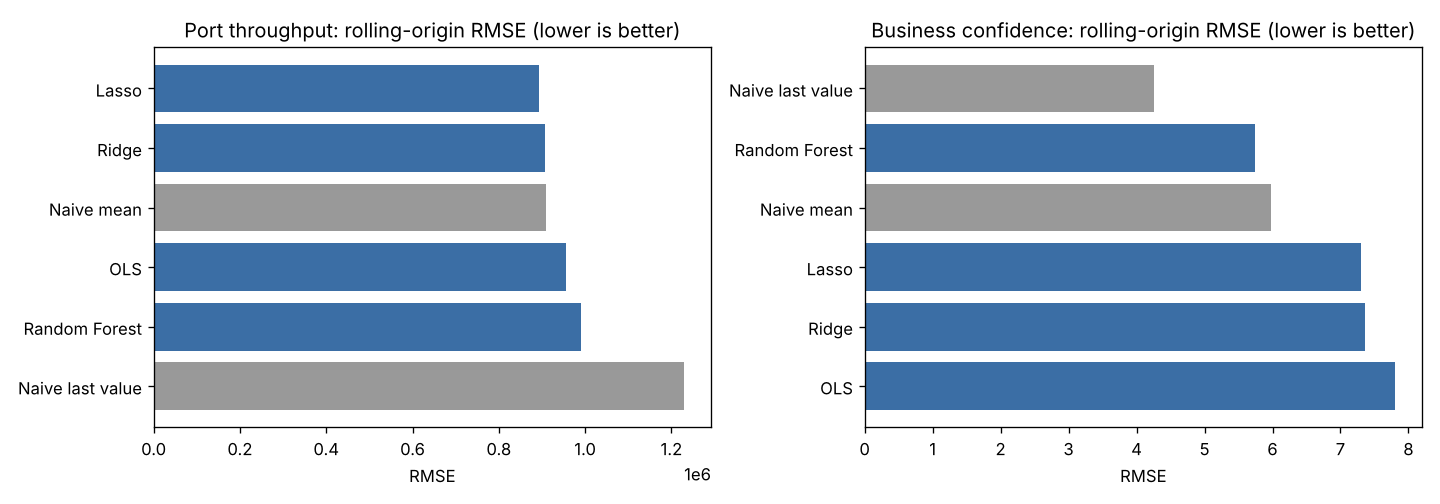 Port throughput: rolling-origin RMSE (lower is better)
Lasso
Ridge
Naive mean
OLS
Random Forest
Naive last value
0.0 0.2 0.4 0.6 0.8 1.0 1.2
1e6
RMSE
Business confidence: rolling-origin RMSE (lower is better)
Naive last value
Random Forest
Naive mean
Lasso
Ridge
OLS
0 1 2 3 4 5 6 7 8
RMSE